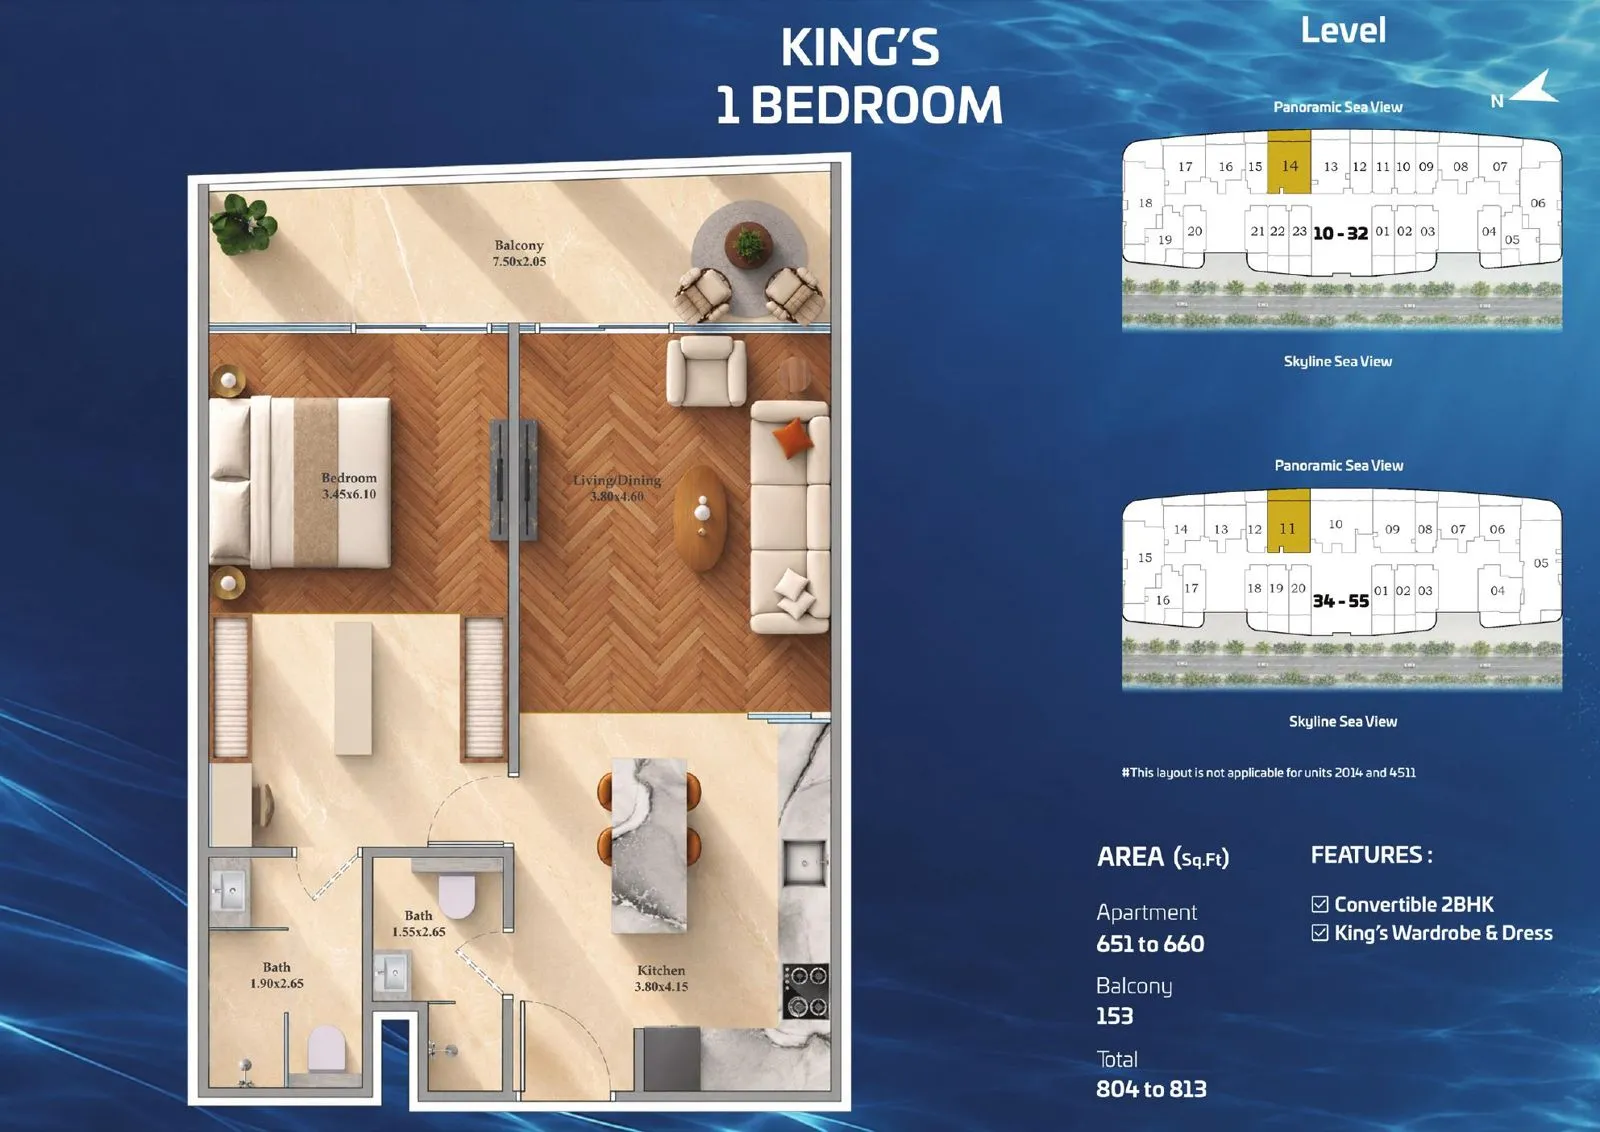 KING'S
1 BEDROOM
Balcony
7.50x2.05
Bedroom
3.45x6.10
Living/Dining
3.80x4.60
Bath
1.55x2.65
Bath
1.90x2.65
Kitchen
3.80x4.15
Level
N
Panoramic Sea View
17 16 15 14 13 12 11 10 09 08 07
18 06
19 20 21 22 23 10 - 32 01 02 03 04 05
Skyline Sea View
Panoramic Sea View
14 13 12 11 10 09 08 07 06
15 05
16 17 18 19 20 34 - 55 01 02 03 04
Skyline Sea View
#This layout is not applicable for units 2014 and 4511
AREA (Sq.Ft)
Apartment
651 to 660
Balcony
153
Total
804 to 813
FEATURES :
Convertible 2BHK
King's Wardrobe & Dress